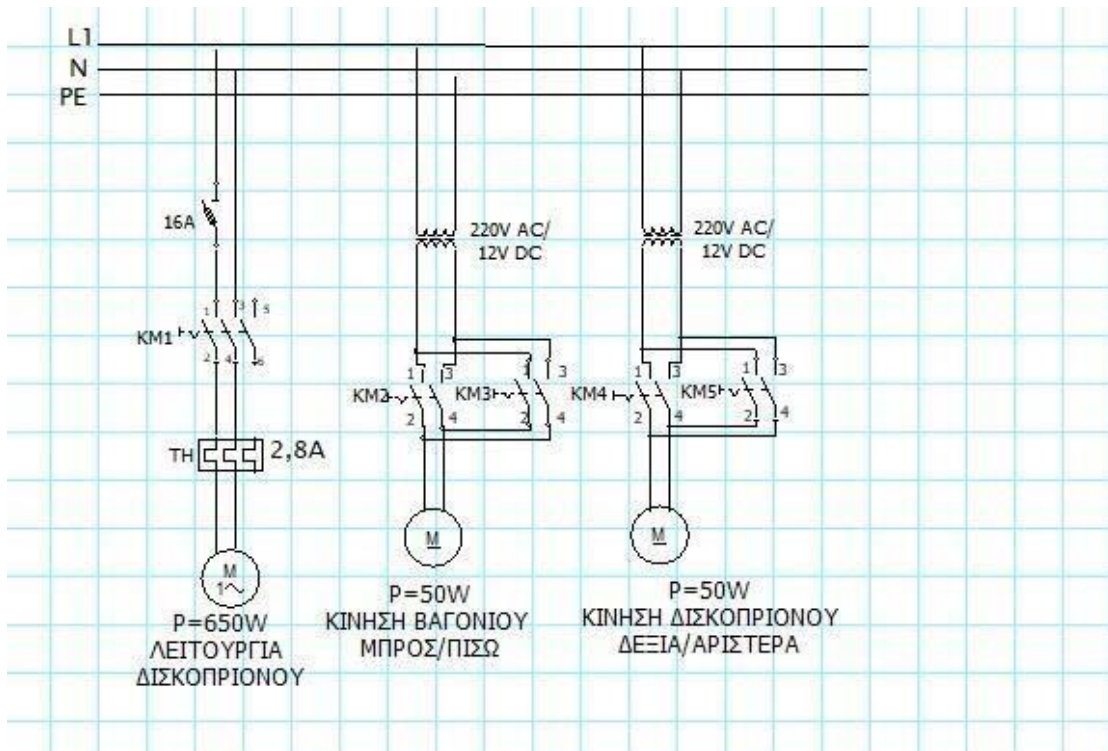 L1
N
PE
16A
220V AC/
12V DC
220V AC/
12V DC
1 3 5
KM1
2 4 6
1 3 1 3
KM2 KM3
2 4 2 4
1 3 1 3
KM4 KM5
2 4 2 4
TH 2,8A
M
1~
P=650W
ΛΕΙΤΟΥΡΓΙΑ
ΔΙΣΚΟΠΡΙΟΝΟΥ
M
P=50W
ΚΙΝΗΣΗ ΒΑΓΟΝΙΟΥ
ΜΠΡΟΣ/ΠΙΣΩ
M
P=50W
ΚΙΝΗΣΗ ΔΙΣΚΟΠΡΙΟΝΟΥ
ΔΕΞΙΑ/ΑΡΙΣΤΕΡΑ